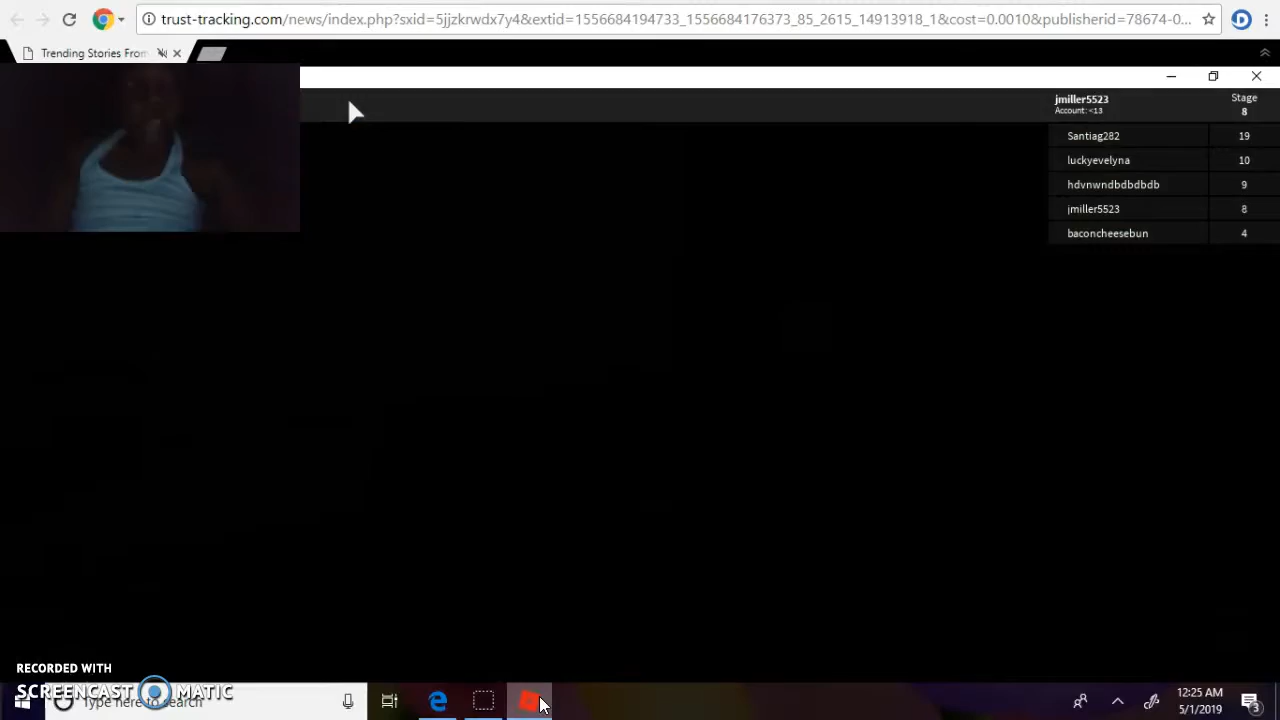 trust-tracking.com/news/index.php?sxid=5jjzkrwdx7y4&extid=1556684194733_1556684176373_85_2615_14913918_1&cost=0.0010&publisherid=78674-0...
Trending Stories From
jmiller5523
Account: <13
Stage
8
Santiag282 19
luckyevelyna 10
hdvnwndbdbdbdb 9
jmiller5523 8
baconcheesebun 4
RECORDED WITH
SCREENCAST MATIC
Type here to search
12:25 AM
5/1/2019
3